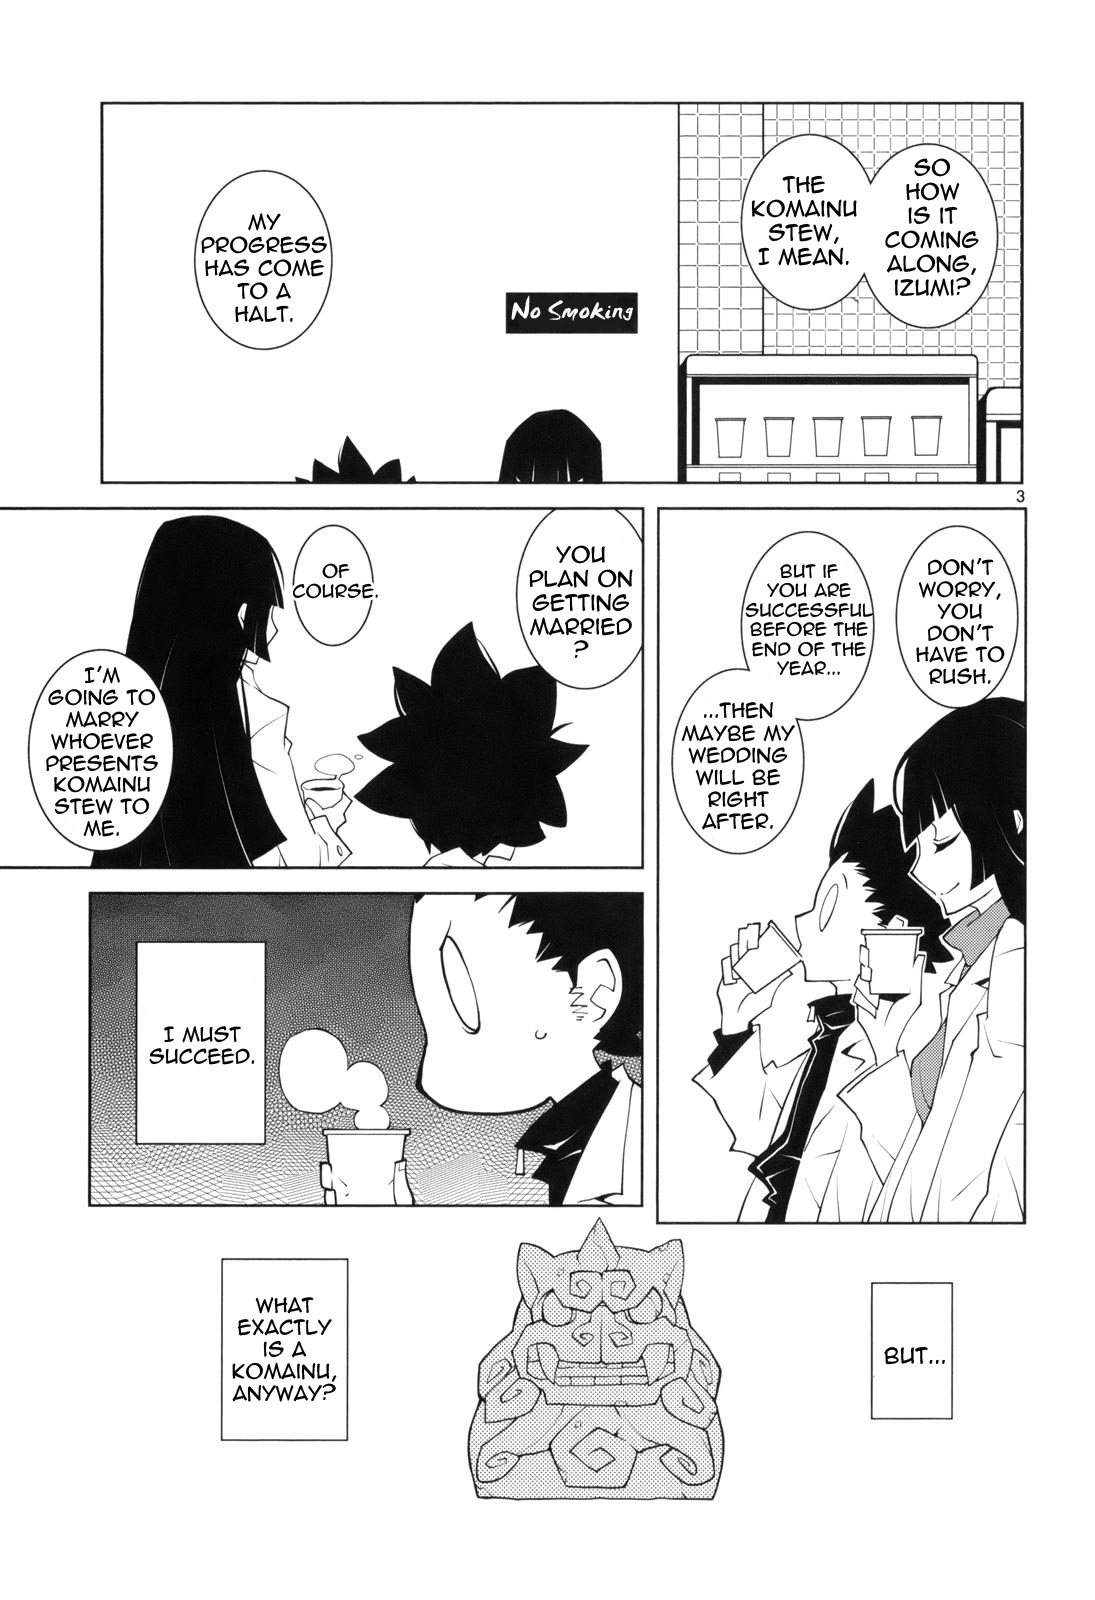 SO
HOW
IS IT
COMING
ALONG,
IZUMI?
THE
KOMAINU
STEW,
I MEAN.
No Smoking
MY
PROGRESS
HAS COME
TO A
HALT.
3
DON'T
WORRY,
YOU
DON'T
HAVE TO
RUSH.
BUT IF
YOU ARE
SUCCESSFUL
BEFORE THE
END OF THE
YEAR...
...THEN
MAYBE MY
WEDDING
WILL BE
RIGHT
AFTER.
YOU
PLAN ON
GETTING
MARRIED
?
OF
COURSE.
I'M
GOING TO
MARRY
WHOEVER
PRESENTS
KOMAINU
STEW TO
ME.
I MUST
SUCCEED.
BUT...
WHAT
EXACTLY
IS A
KOMAINU,
ANYWAY?